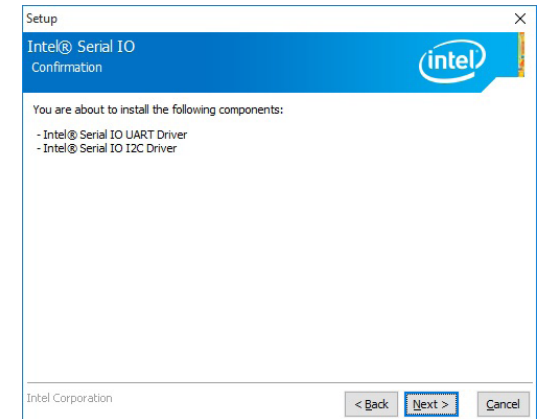 Setup
Intel® Serial IO
Confirmation
intel
You are about to install the following components:
- Intel® Serial IO UART Driver
- Intel® Serial IO I2C Driver
Intel Corporation
< Back Next > Cancel